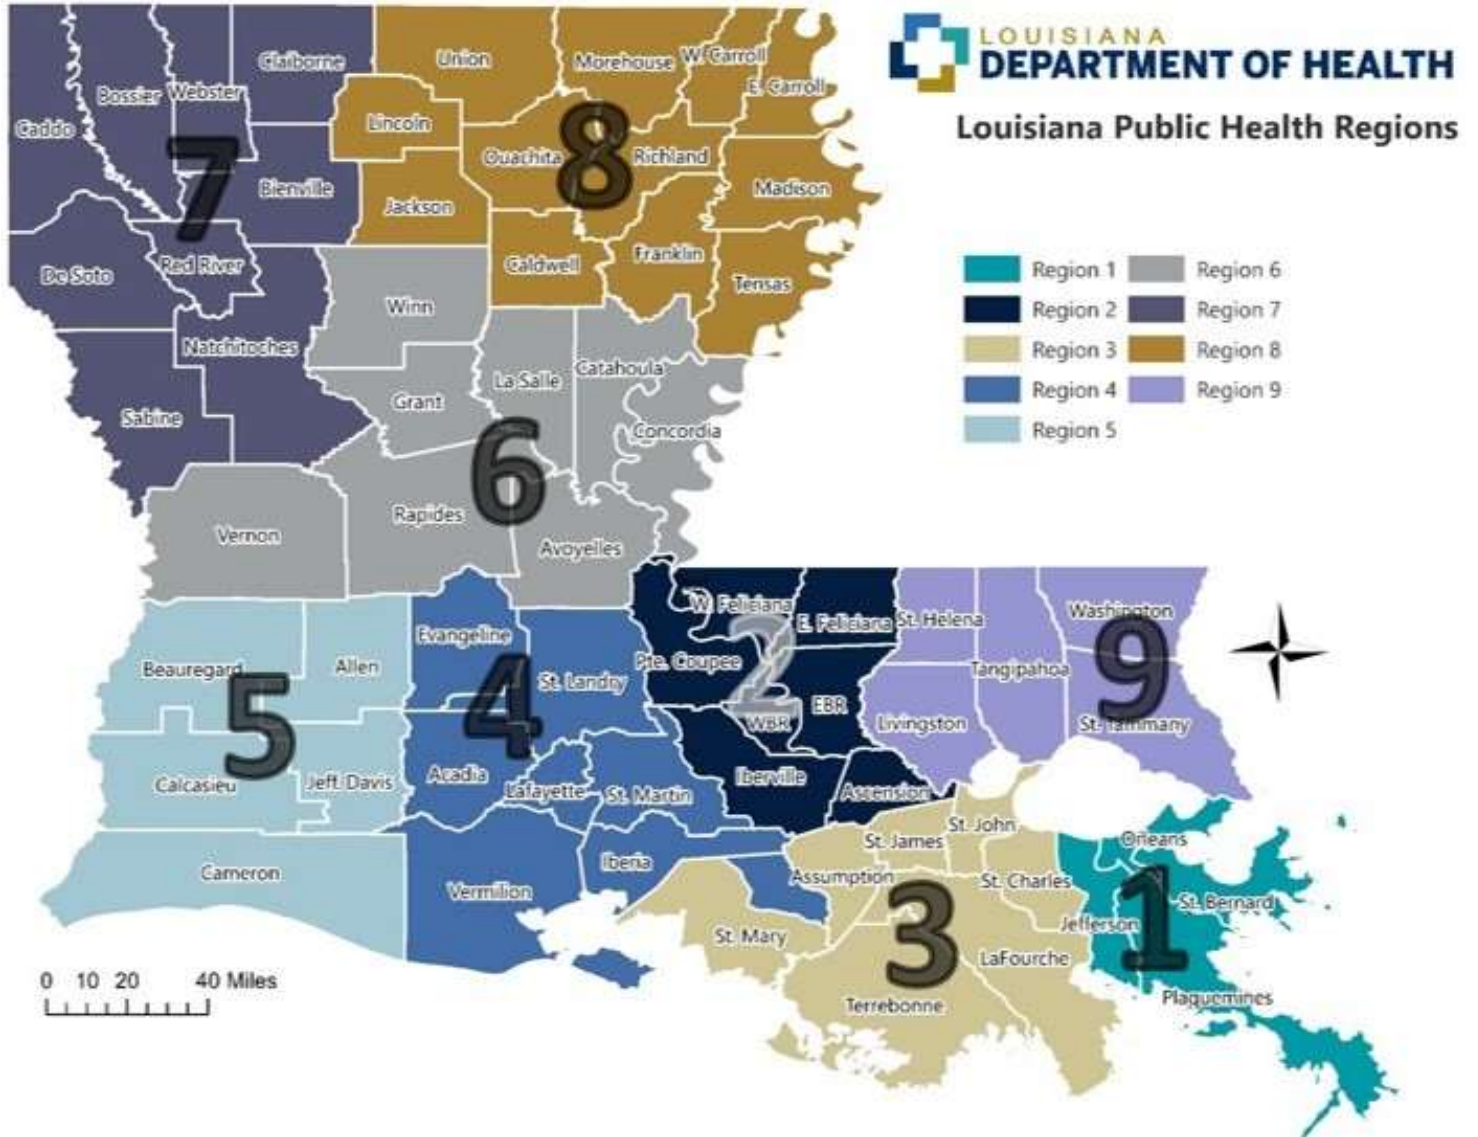 LOUISIANA
DEPARTMENT OF HEALTH
Louisiana Public Health Regions
Region 1
Region 2
Region 3
Region 4
Region 5
Region 6
Region 7
Region 8
Region 9
Caddo
Bossier
Webster
Claiborne
Bienville
De Soto
Red River
Natchitoches
Sabine
7
Union
Morehouse
W. Carroll
E. Carroll
Lincoln
Ouachita
Richland
Madison
Jackson
Caldwell
Franklin
Tensas
8
Winn
Grant
La Salle
Catahoula
Concordia
Vernon
Rapides
Avoyelles
6
Beauregard
Allen
Calcasieu
Jeff. Davis
Cameron
5
Evangeline
St. Landry
Acadia
Lafayette
St. Martin
Iberia
Vermilion
4
W. Feliciana
E. Feliciana
Pte. Coupee
WBR
EBR
Iberville
Ascension
2
St. Helena
Tangipahoa
Washington
Livingston
St. Tammany
9
St. James
St. John
Assumption
St. Charles
St. Mary
LaFourche
Terrebonne
3
Orleans
St. Bernard
Jefferson
Plaquemines
1
0 10 20 40 Miles